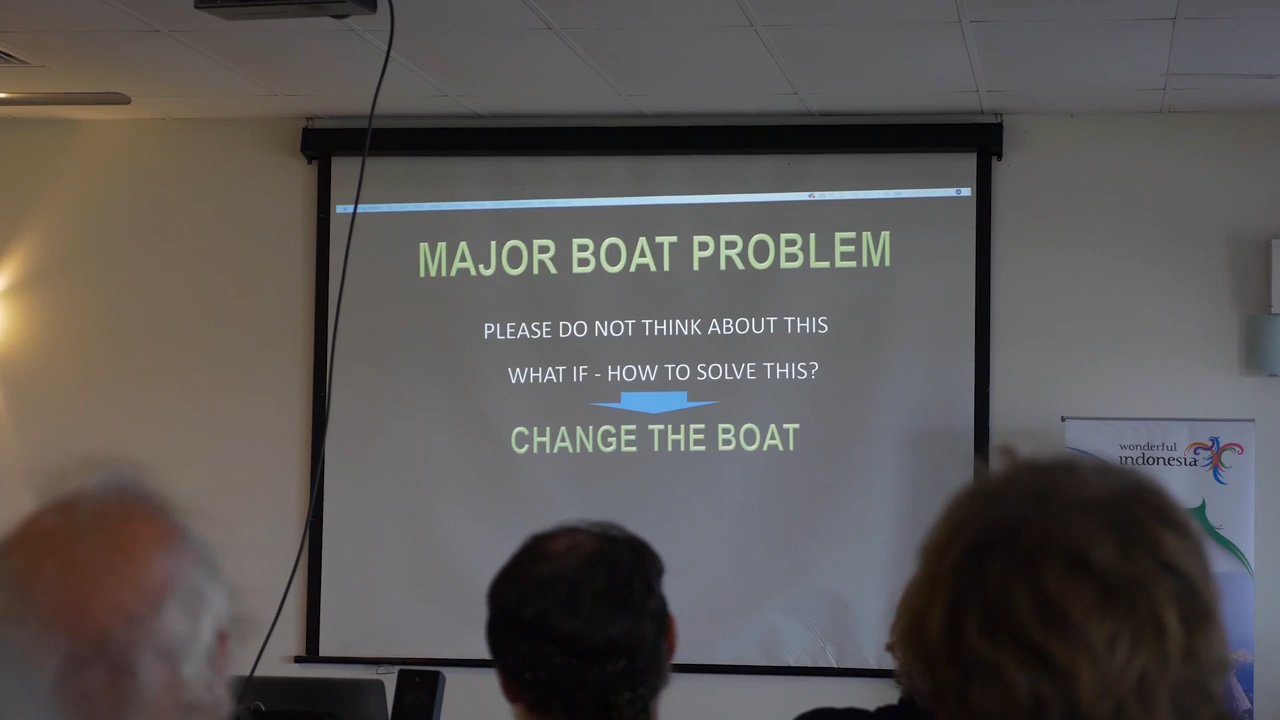 MAJOR BOAT PROBLEM
PLEASE DO NOT THINK ABOUT THIS
WHAT IF - HOW TO SOLVE THIS?
CHANGE THE BOAT
wonderful
indonesia